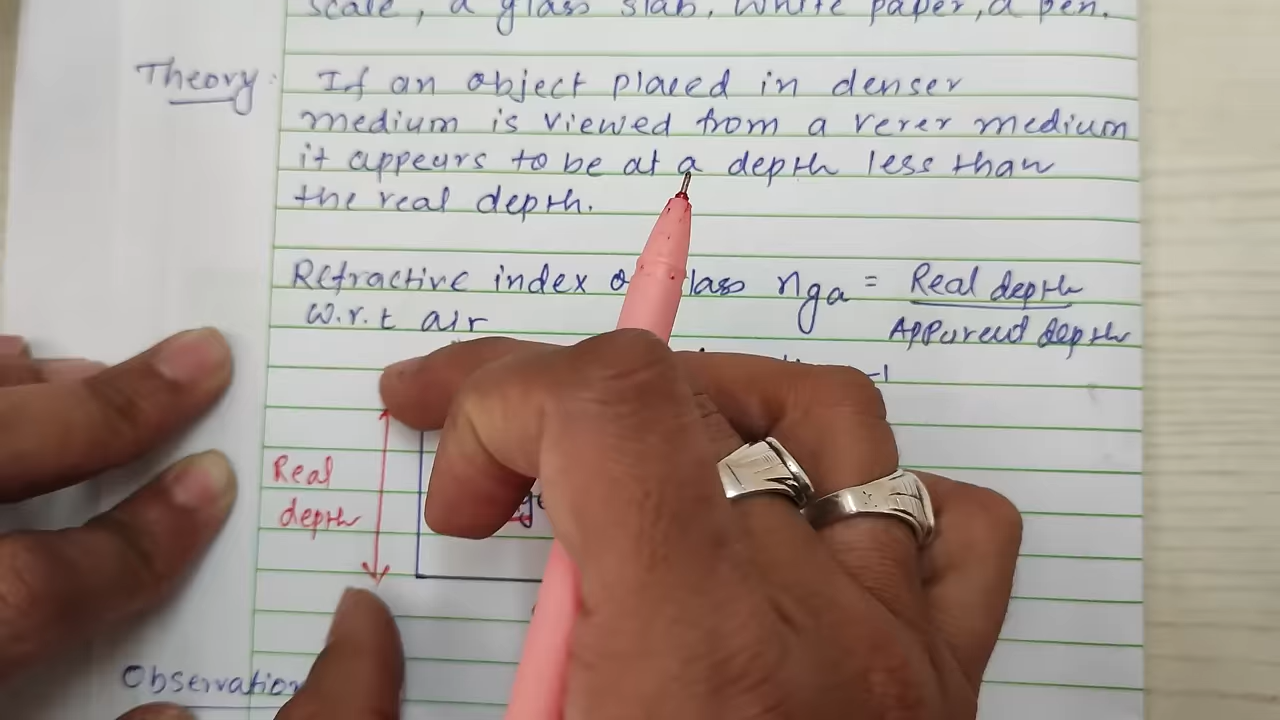 scale, a glass slab, white paper, a pen.
Theory: If an object placed in denser
medium is viewed from a rerer medium
it appears to be at a depth less than
the real depth.
Refractive index o lass nga = Real depth
Apparent depth
w.r.t air
-1
Real
depth
Observation